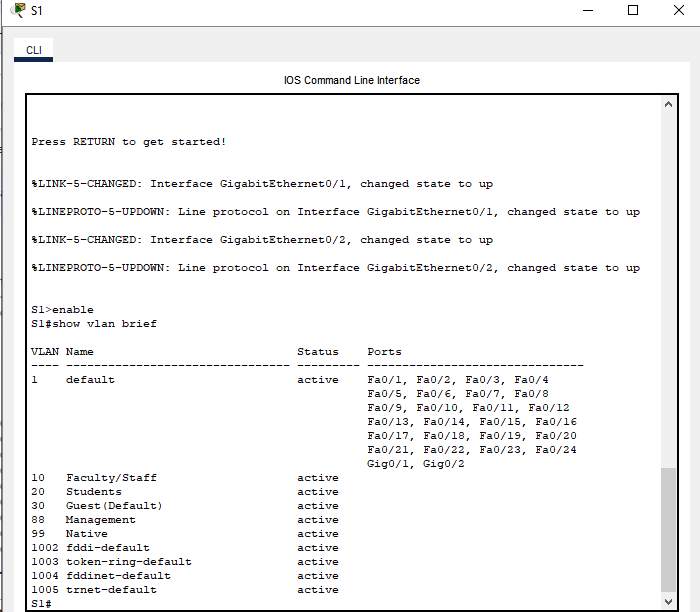 S1
CLI
IOS Command Line Interface
Press RETURN to get started!
%LINK-5-CHANGED: Interface GigabitEthernet0/1, changed state to up
%LINEPROTO-5-UPDOWN: Line protocol on Interface GigabitEthernet0/1, changed state to up
%LINK-5-CHANGED: Interface GigabitEthernet0/2, changed state to up
%LINEPROTO-5-UPDOWN: Line protocol on Interface GigabitEthernet0/2, changed state to up
S1>enable
S1#show vlan brief
VLAN Name                             Status    Ports
---- -------------------------------- --------- -------------------------------
1    default                          active    Fa0/1, Fa0/2, Fa0/3, Fa0/4
                                                Fa0/5, Fa0/6, Fa0/7, Fa0/8
                                                Fa0/9, Fa0/10, Fa0/11, Fa0/12
                                                Fa0/13, Fa0/14, Fa0/15, Fa0/16
                                                Fa0/17, Fa0/18, Fa0/19, Fa0/20
                                                Fa0/21, Fa0/22, Fa0/23, Fa0/24
                                                Gig0/1, Gig0/2
10   Faculty/Staff                    active
20   Students                         active
30   Guest(Default)                   active
88   Management                       active
99   Native                           active
1002 fddi-default                     active
1003 token-ring-default               active
1004 fddinet-default                  active
1005 trnet-default                    active
S1#